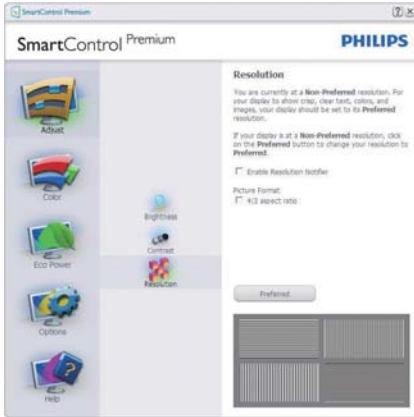 SmartControl Premium
SmartControl Premium
PHILIPS
Adjust
Color
Eco Power
Options
Help
Brightness
Contrast
Resolution
Resolution
You are currently at a Non-Preferred resolution. For
your display to show crisp, clear text, colors, and
images, your display should be set to its Preferred
resolution.
If your display is at a Non-Preferred resolution, click
on the Preferred button to change your resolution to
Preferred.
Enable Resolution Notifier
Picture Format
4:3 aspect ratio
Preferred